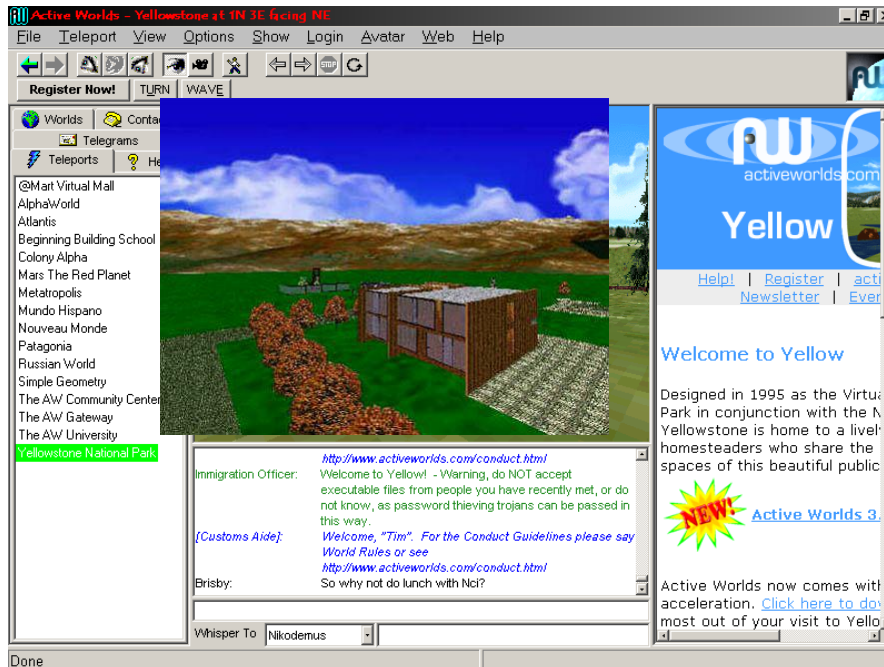 Active Worlds - Yellowstone at 1N 3E facing NE
File Teleport View Options Show Login Avatar Web Help
Register Now! TURN WAVE
Worlds Conta
Telegrams
Teleports He
@Mart Virtual Mall
AlphaWorld
Atlantis
Beginning Building School
Colony Alpha
Mars The Red Planet
Metatropolis
Mundo Hispano
Nouveau Monde
Patagonia
Russian World
Simple Geometry
The AW Community Center
The AW Gateway
The AW University
Yellowstone National Park
http://www.activeworlds.com/conduct.html
Immigration Officer: Welcome to Yellow! - Warning, do NOT accept
executable files from people you have recently met, or do
not know, as password thieving trojans can be passed in
this way.
[Customs Aide]: Welcome, "Tim". For the Conduct Guidelines please say
World Rules or see
http://www.activeworlds.com/conduct.html
Brisby: So why not do lunch with Nci?
Whisper To Nikodemus
Done
activeworlds.com
Yellow
Help! | Register | acti
Newsletter | Ever
Welcome to Yellow
Designed in 1995 as the Virtua
Park in conjunction with the N
Yellowstone is home to a livel
homesteaders who share the
spaces of this beautiful public
NEW! Active Worlds 3.
Active Worlds now comes with
acceleration. Click here to dov
most out of your visit to Yello